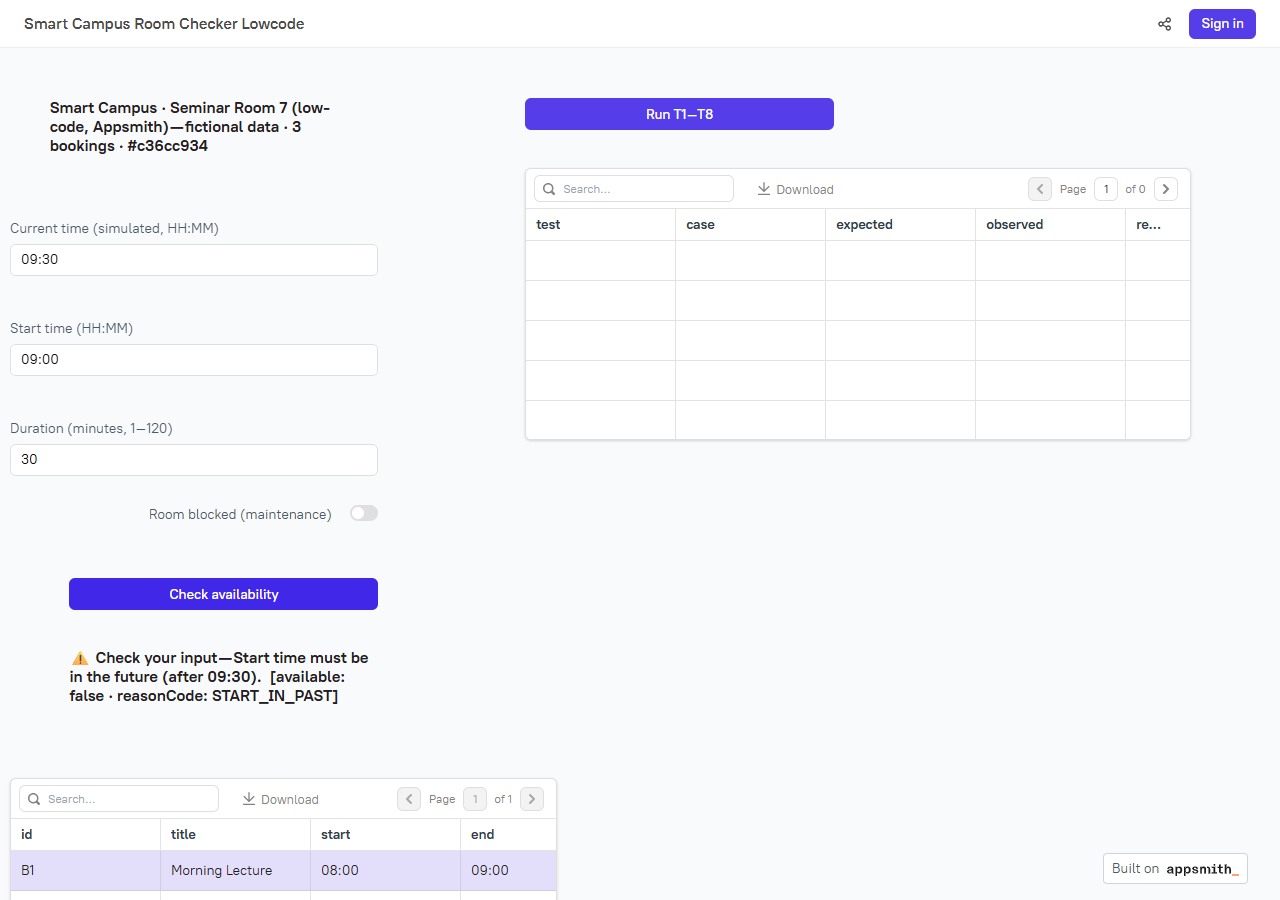 Smart Campus Room Checker Lowcode
Sign in
Smart Campus · Seminar Room 7 (low-
code, Appsmith)—fictional data · 3
bookings · #c36cc934
Run T1–T8
Search...
Download
Page 1 of 0
test case expected observed re...
Current time (simulated, HH:MM)
09:30
Start time (HH:MM)
09:00
Duration (minutes, 1–120)
30
Room blocked (maintenance)
Check availability
⚠️ Check your input—Start time must be
in the future (after 09:30). [available:
false · reasonCode: START_IN_PAST]
Search...
Download
Page 1 of 1
id title start end
B1 Morning Lecture 08:00 09:00
Built on appsmith_